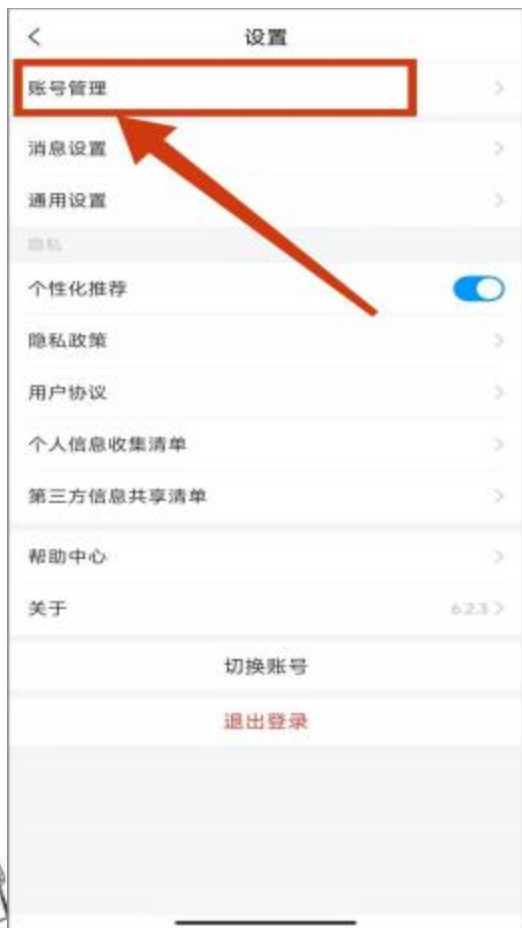 设置
账号管理
消息设置
通用设置
隐私
个性化推荐
隐私政策
用户协议
个人信息收集清单
第三方信息共享清单
帮助中心
关于 6.2.3
切换账号
退出登录